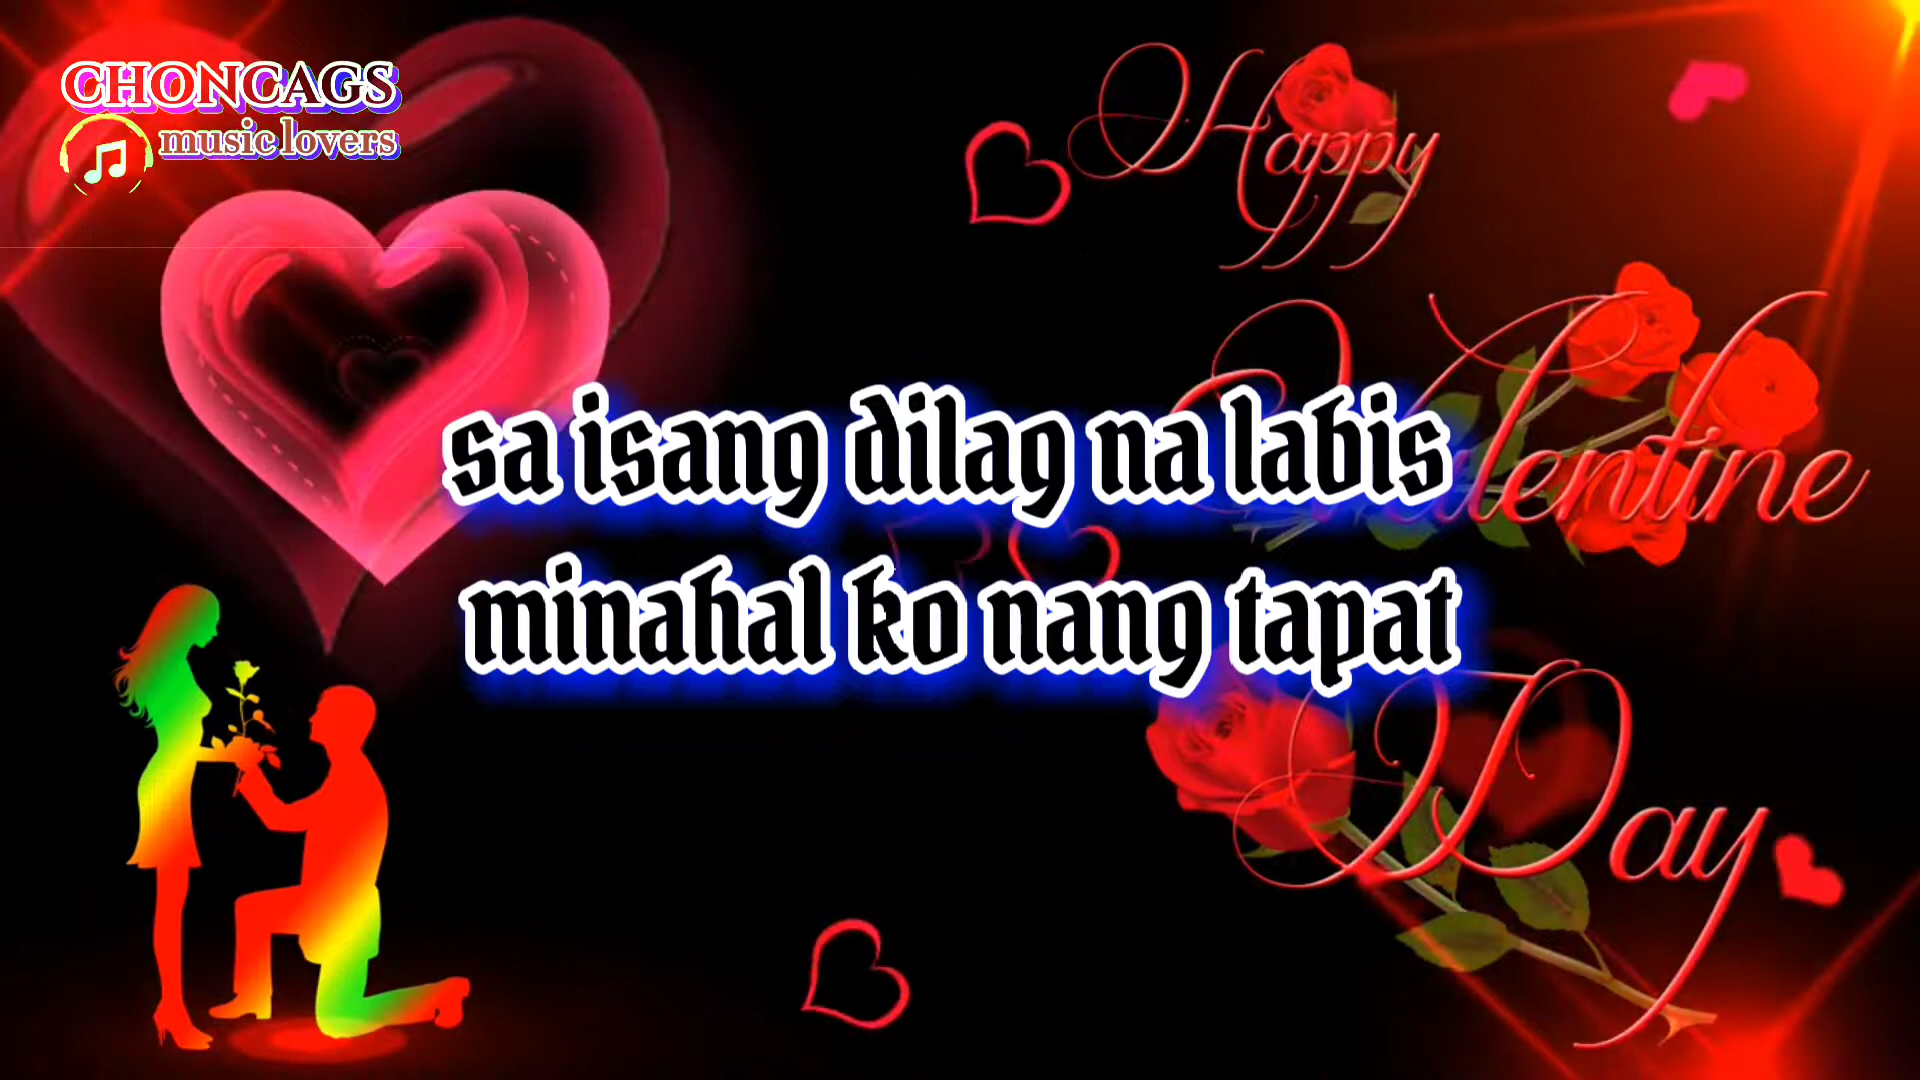 CHONCAGS
music lovers
Happy
Valentine
Day
sa isang dilag na labis
minahal ko nang tapat